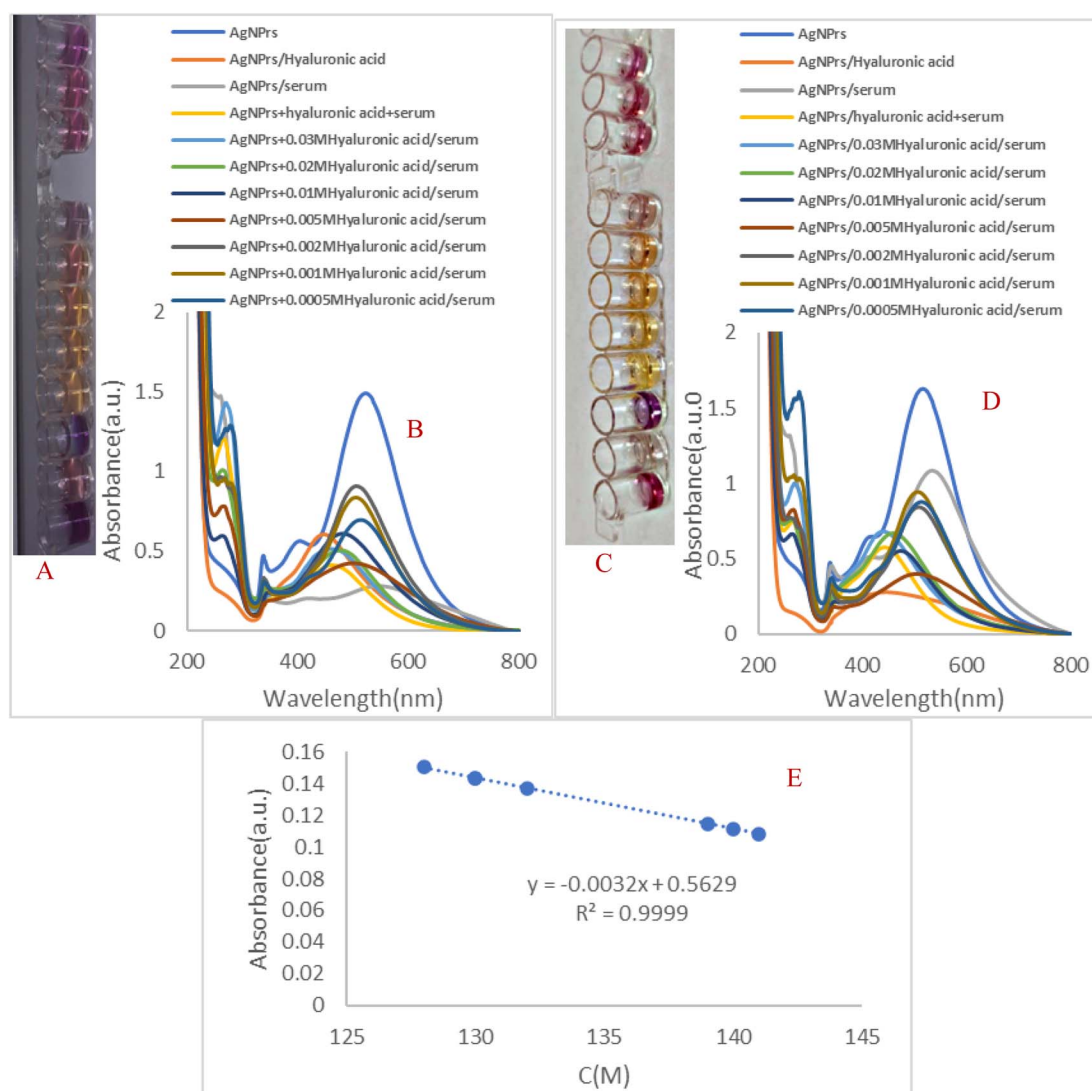 AgNPrs
AgNPrs/Hyaluronic acid
AgNPrs/serum
AgNPrs+hyaluronic acid+serum
AgNPrs+0.03MHyaluronic acid/serum
AgNPrs+0.02MHyaluronic acid/serum
AgNPrs+0.01MHyaluronic acid/serum
AgNPrs+0.005MHyaluronic acid/serum
AgNPrs+0.002MHyaluronic acid/serum
AgNPrs+0.001MHyaluronic acid/serum
AgNPrs+0.0005MHyaluronic acid/serum
2
1.5
1
0.5
0
Absorbance(a.u.)
200 400 600 800
Wavelength(nm)
A
B
AgNPrs
AgNPrs/Hyaluronic acid
AgNPrs/serum
AgNPrs/hyaluronic acid+serum
AgNPrs/0.03MHyaluronic acid/serum
AgNPrs/0.02MHyaluronic acid/serum
AgNPrs/0.01MHyaluronic acid/serum
AgNPrs/0.005MHyaluronic acid/serum
AgNPrs/0.002MHyaluronic acid/serum
AgNPrs/0.001MHyaluronic acid/serum
AgNPrs/0.0005MHyaluronic acid/serum
2
1.5
1
0.5
0
Absorbance(a.u.0
200 400 600 800
Wavelength(nm)
C
D
0.16
0.14
0.12
0.1
0.08
0.06
0.04
0.02
0
Absorbance(a.u.)
E
y = -0.0032x + 0.5629
R² = 0.9999
125 130 135 140 145
C(M)